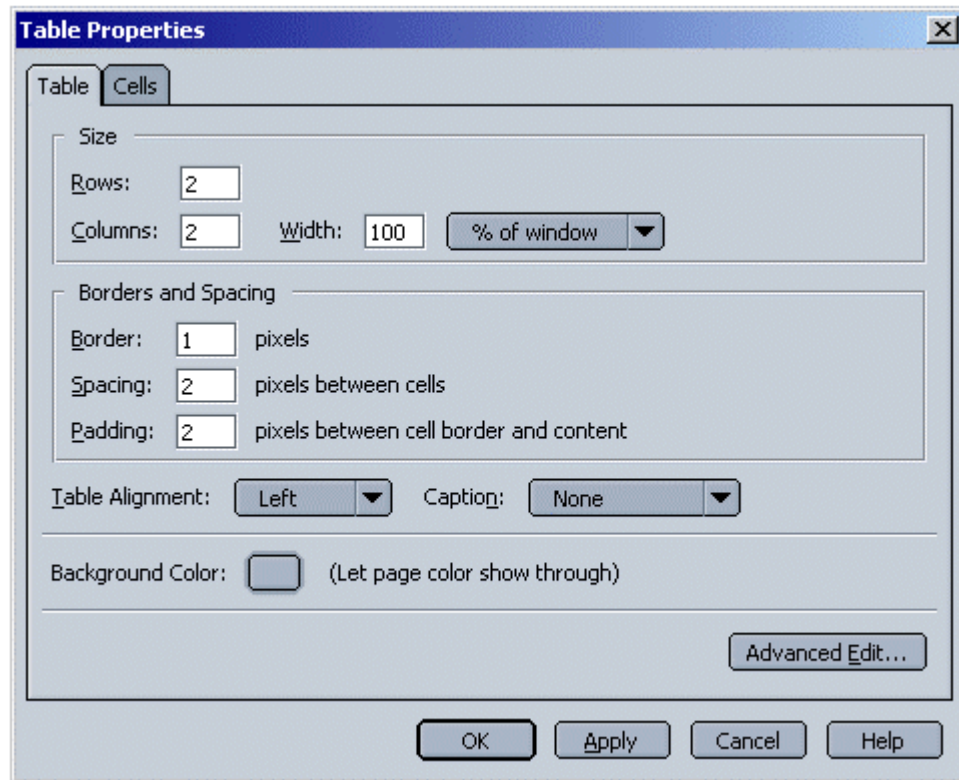 Table Properties
Table Cells
Size
Rows: 2
Columns: 2 Width: 100 % of window
Borders and Spacing
Border: 1 pixels
Spacing: 2 pixels between cells
Padding: 2 pixels between cell border and content
Table Alignment: Left Caption: None
Background Color: (Let page color show through)
Advanced Edit...
OK Apply Cancel Help